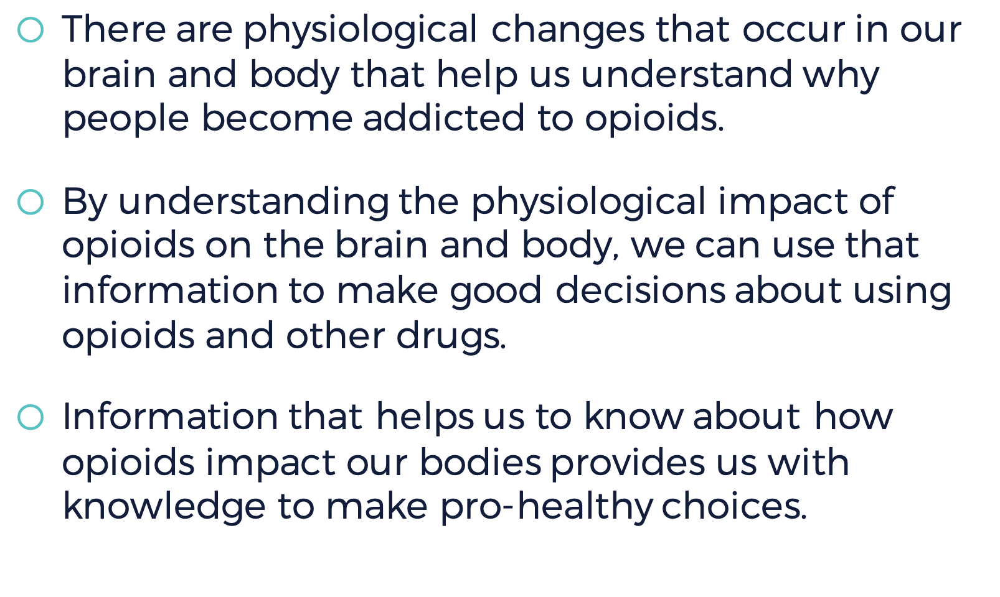 There are physiological changes that occur in our
brain and body that help us understand why
people become addicted to opioids.
By understanding the physiological impact of
opioids on the brain and body, we can use that
information to make good decisions about using
opioids and other drugs.
Information that helps us to know about how
opioids impact our bodies provides us with
knowledge to make pro-healthy choices.